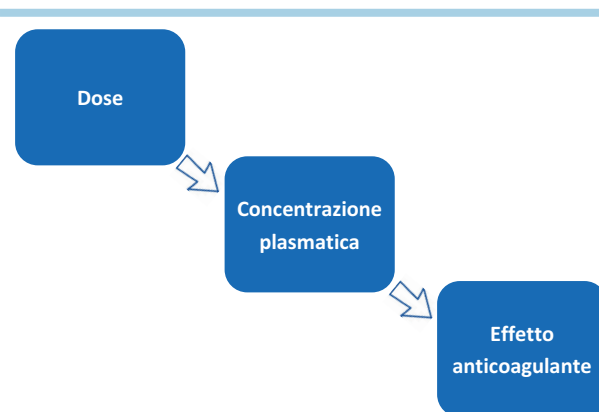 Dose
Concentrazione
plasmatica
Effetto
anticoagulante